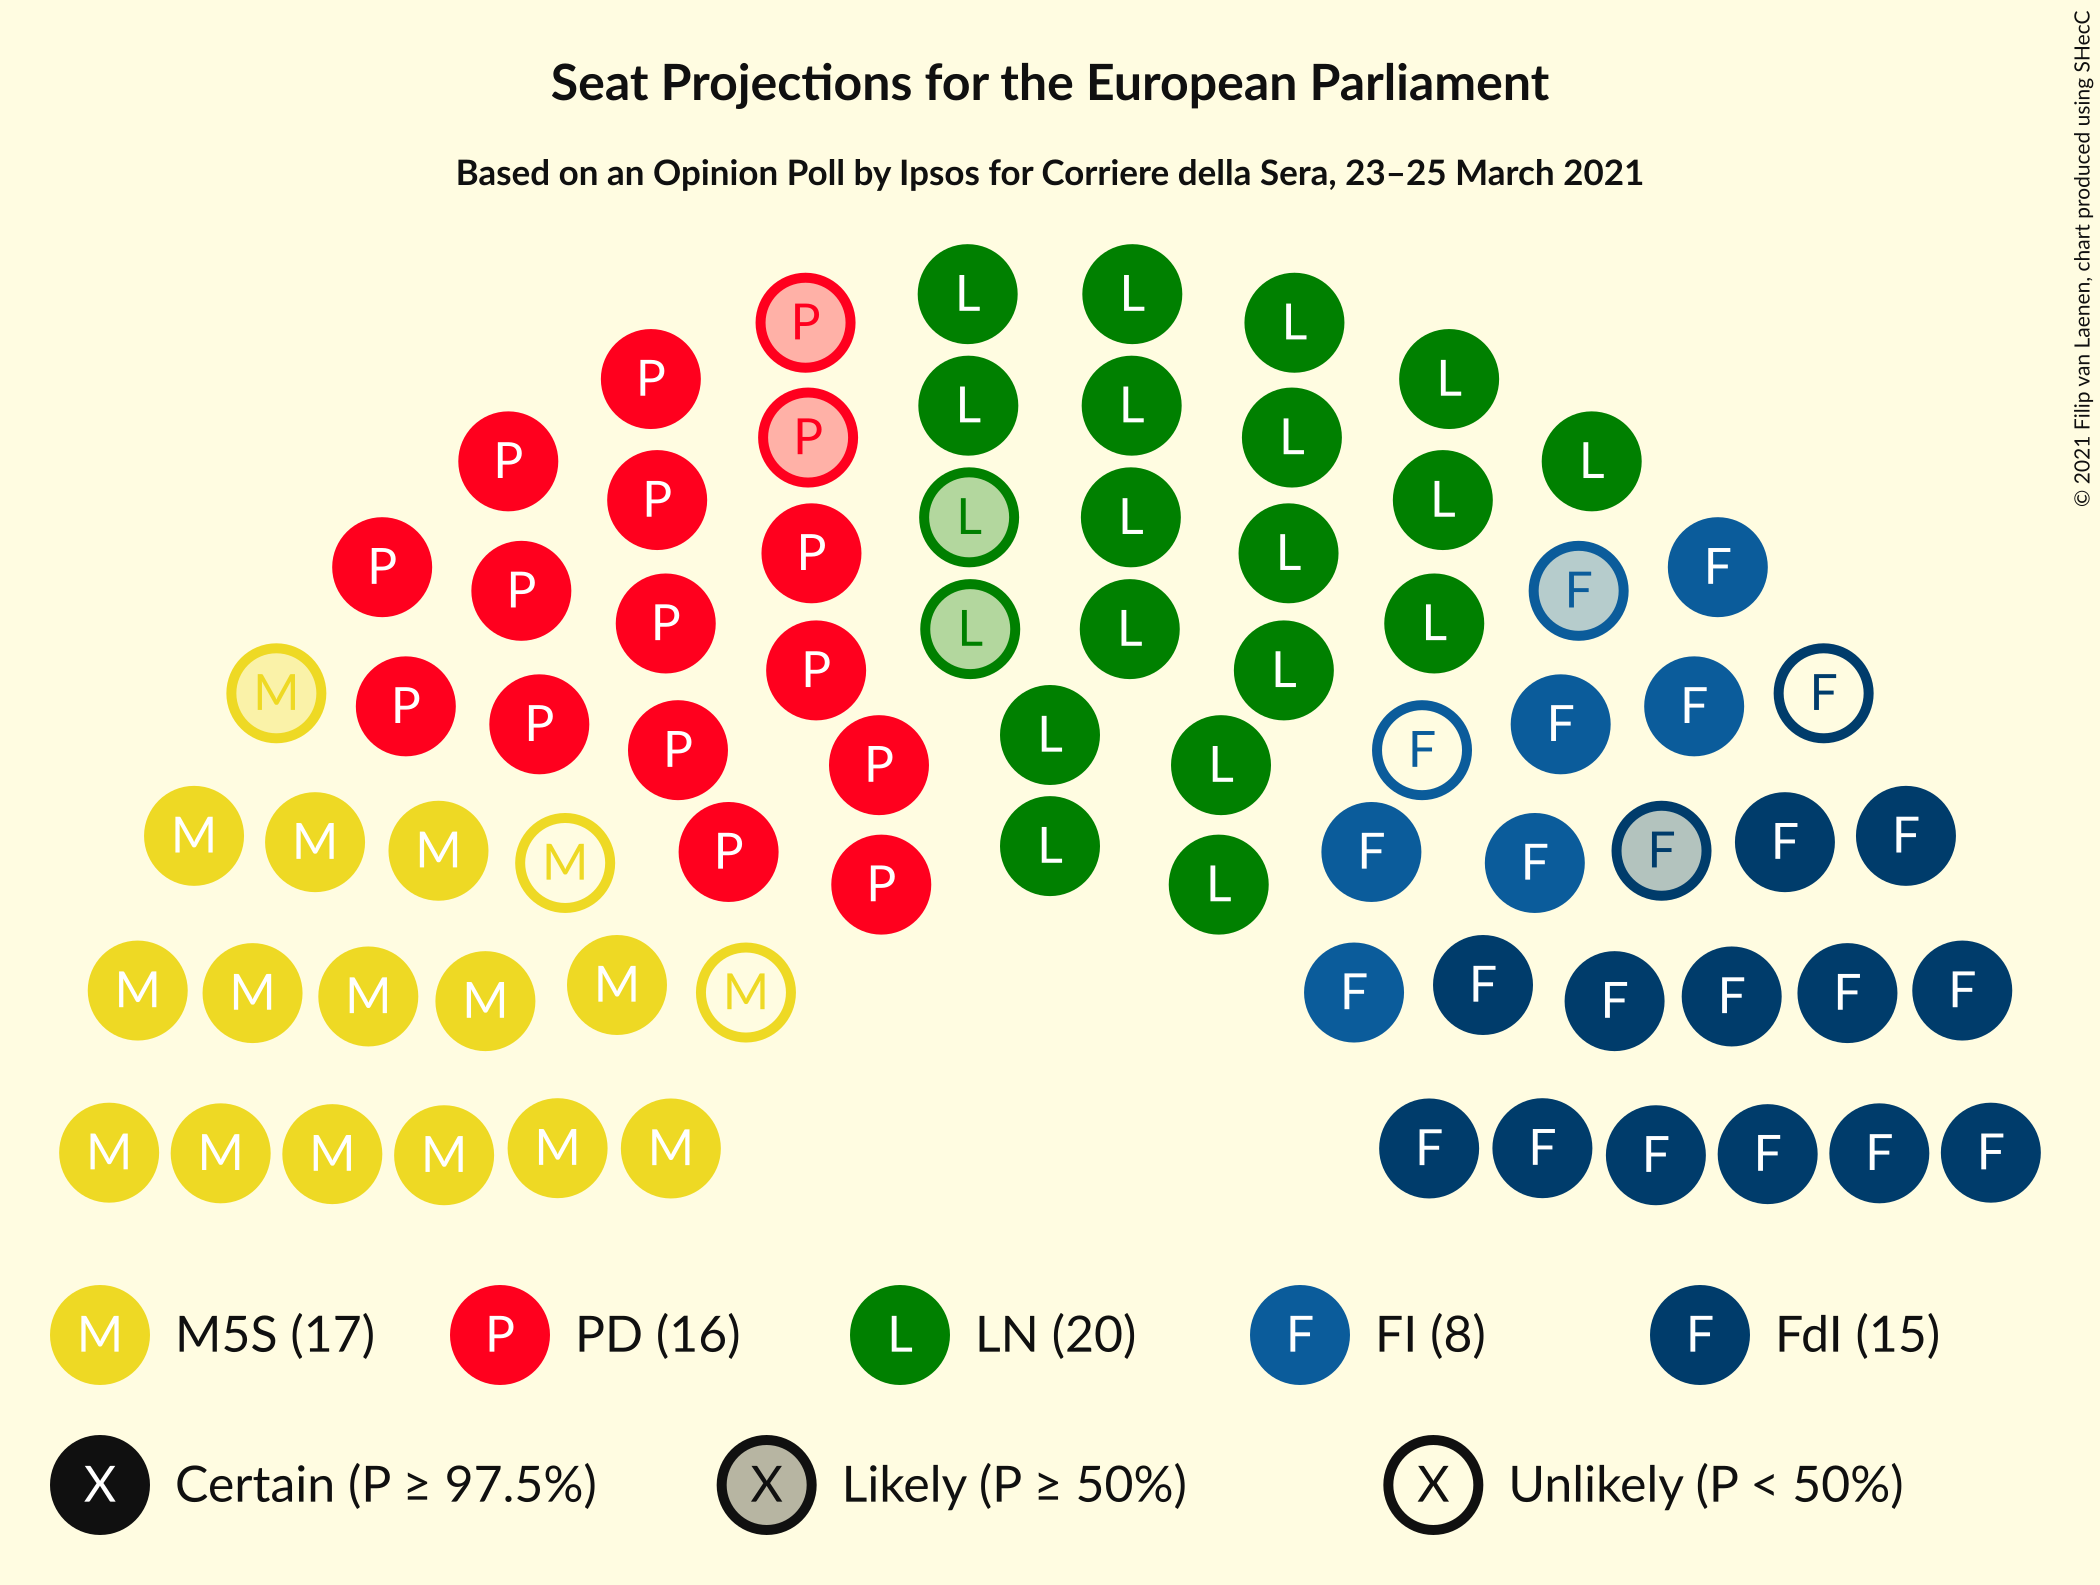 Seat Projections for the European Parliament
Based on an Opinion Poll by Ipsos for Corriere della Sera, 23–25 March 2021
© 2021 Filip van Laenen, chart produced using SHecC
L L
P L
P L
L L
P L
P L
P L
L L
P L
P L
P F
P F
P L
L L
P L
P L
M F
P F
P F
P F
L
P L
M F
M F
M F
M F
P F
L
P L
M F
M F
M F
M F
M F
M F
M F
M F
M F
M F
M F
M F
M M5S (17) P PD (16) L LN (20) F FI (8) F FdI (15)
X Certain (P ≥ 97.5%) X Likely (P ≥ 50%) X Unlikely (P < 50%)